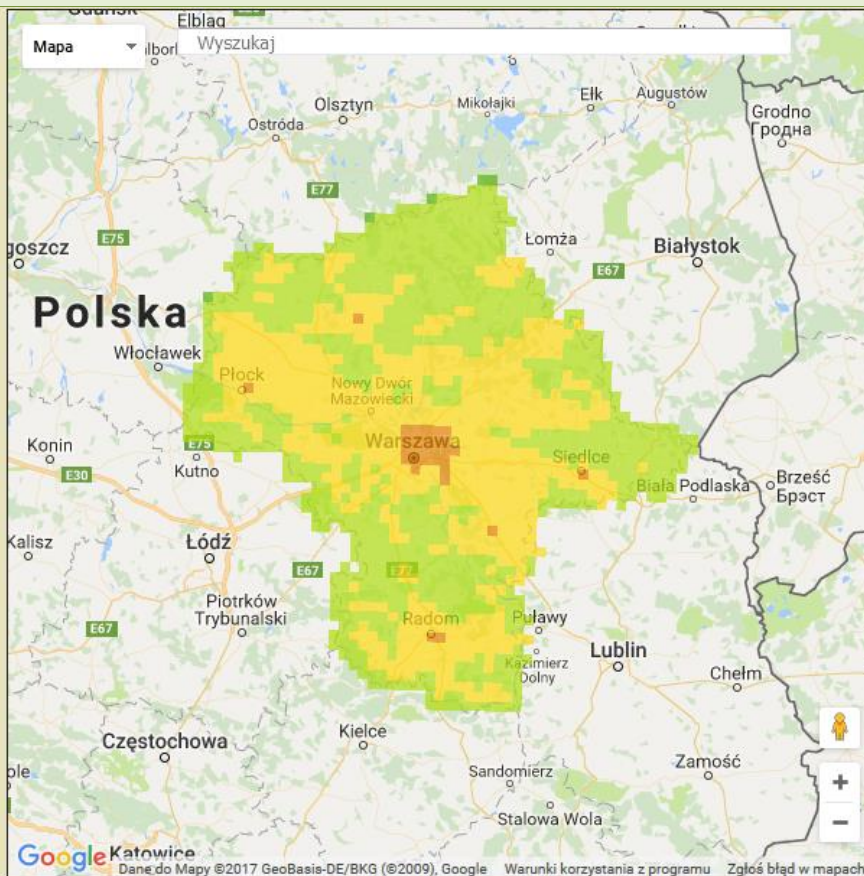 Elbląg
Mapa
Wyszukaj
Olsztyn
Mikołajki
Ełk
Augustów
Ostróda
Grodno
Гродна
E77
E75
Łomża
Białystok
E67
Polska
Włocławek
Płock
Nowy Dwór
Mazowiecki
Warszawa
Konin
E75
Kutno
E30
Siedlce
Biała Podlaska
Brześć
Брэст
Kalisz
Łódź
E67
E77
Piotrków
Trybunalski
E67
Radom
Puławy
Kazimierz
Dolny
Lublin
Chełm
Kielce
Częstochowa
Zamość
Sandomierz
Stalowa Wola
Google
Katowice
Dane do Mapy ©2017 GeoBasis-DE/BKG (©2009), Google Warunki korzystania z programu Zgłoś błąd w mapach